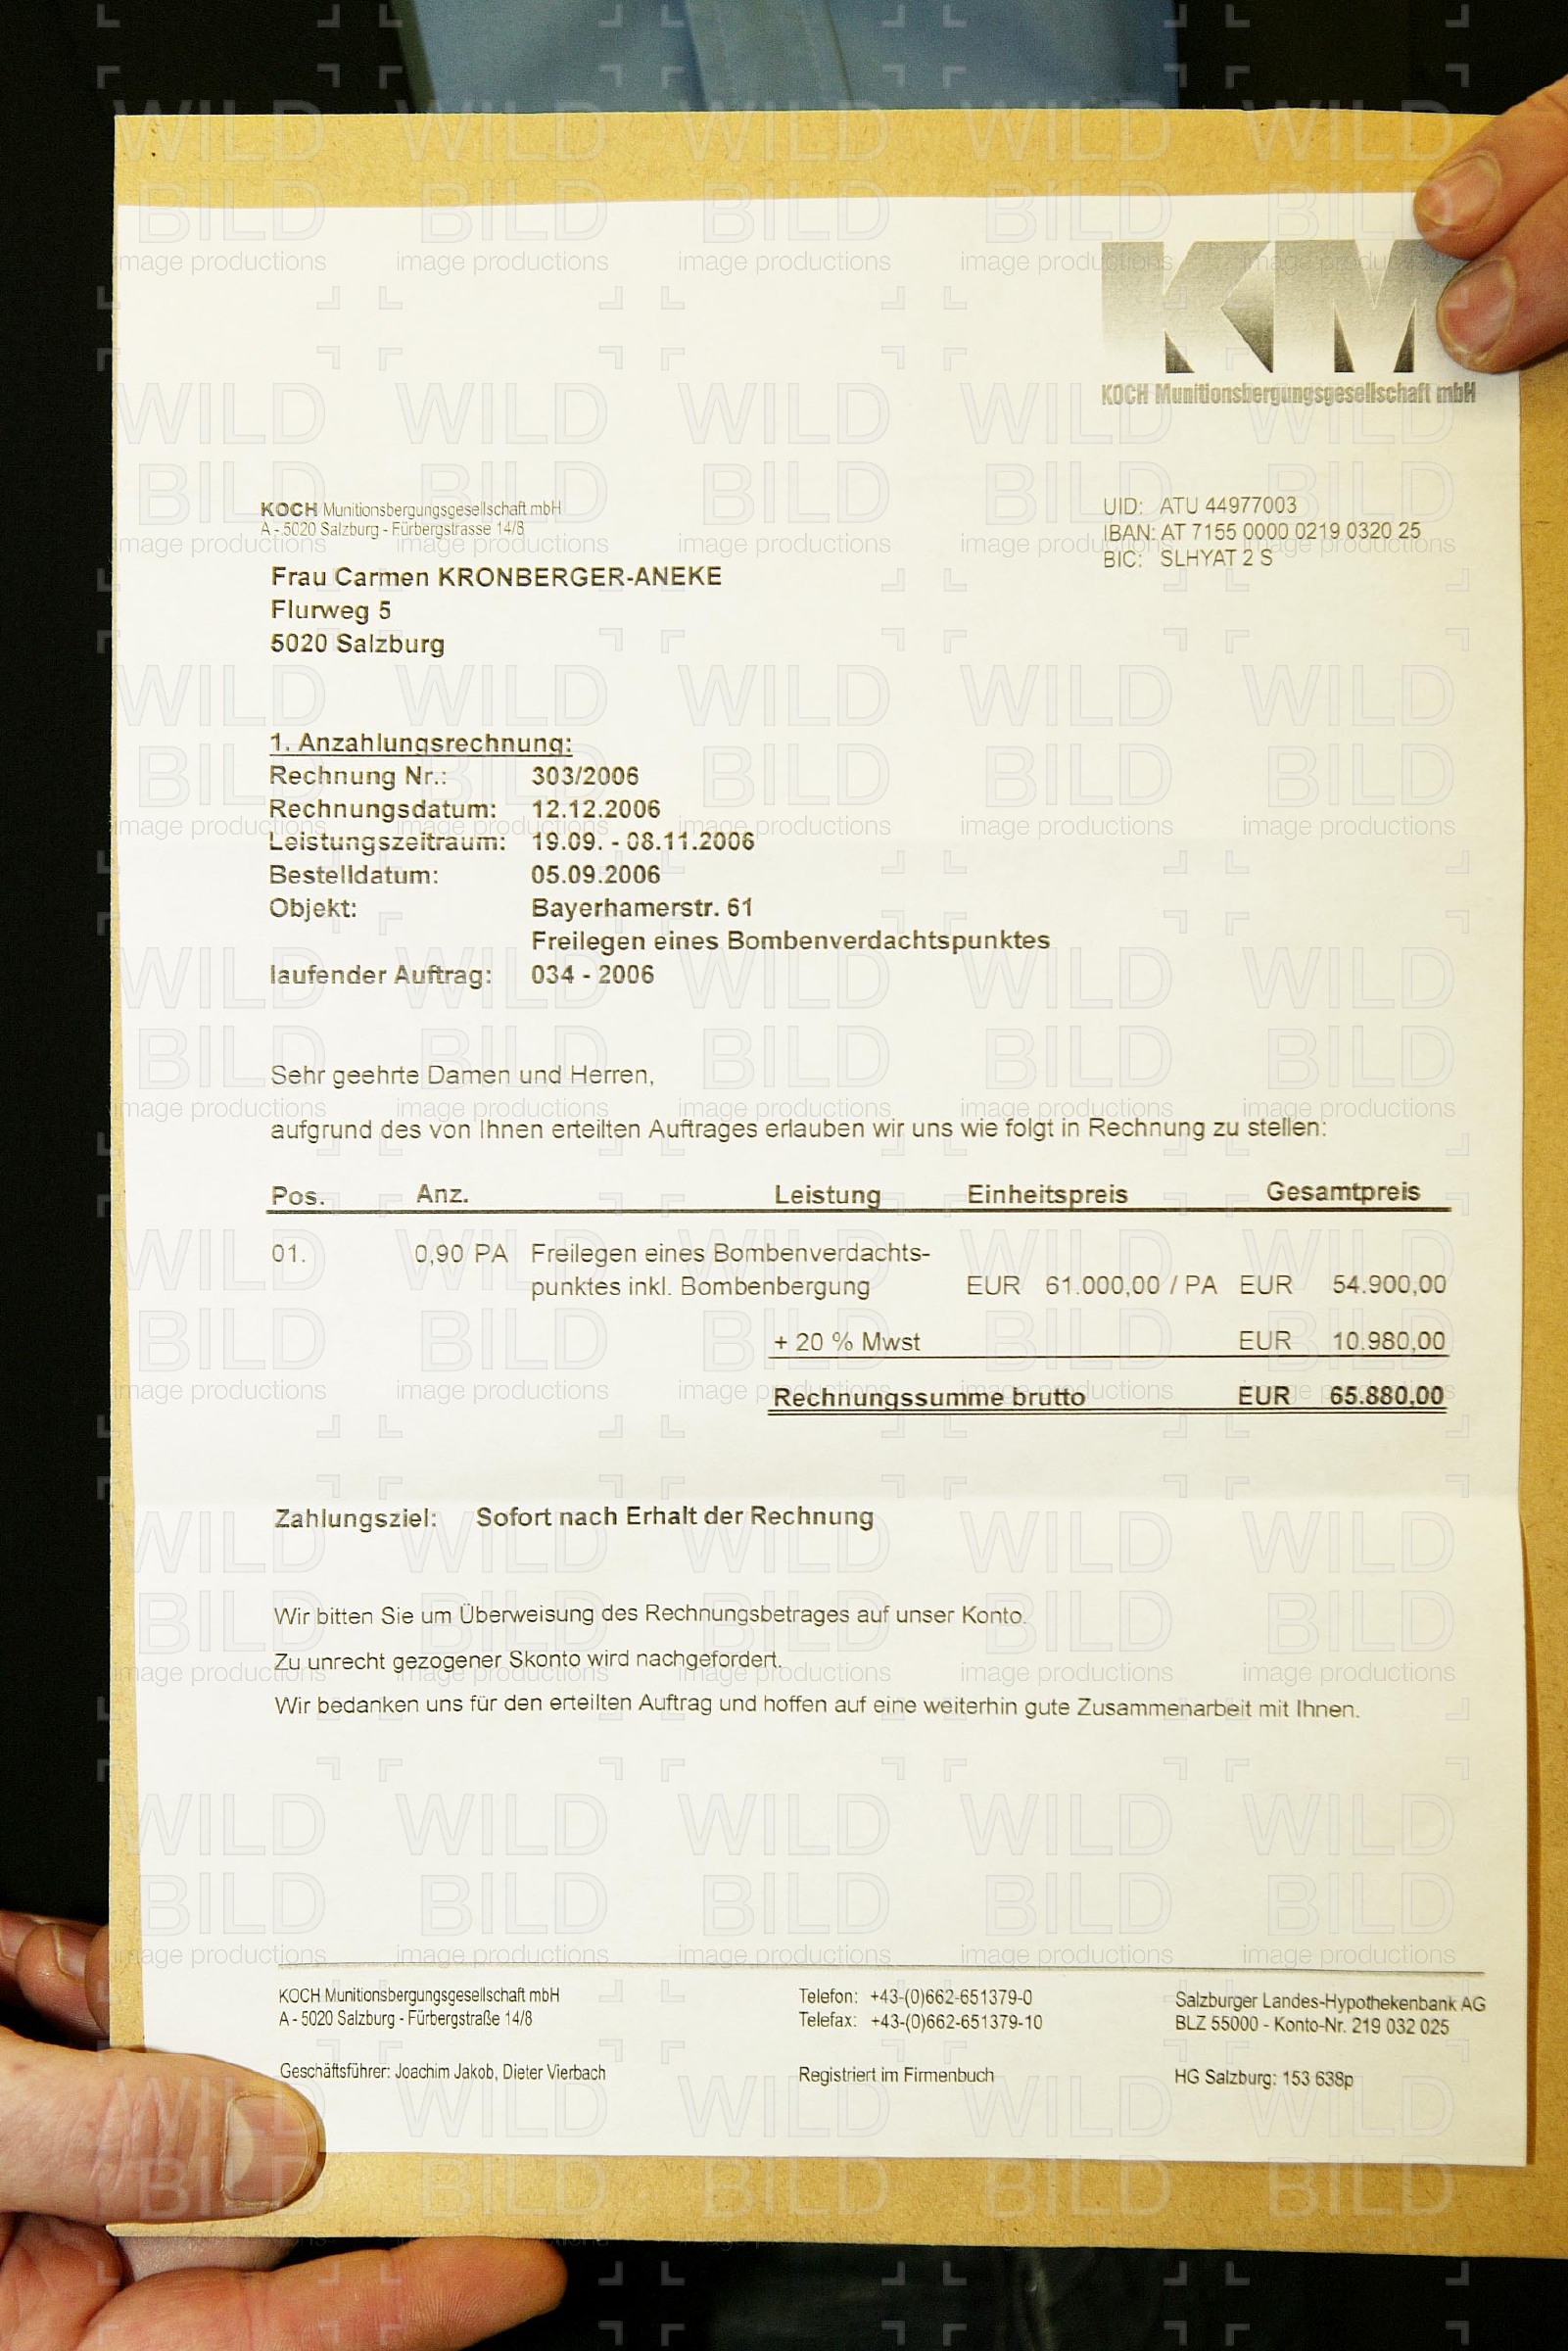 KM
KOCH Munitionsbergungsgesellschaft mbH
KOCH Munitionsbergungsgesellschaft mbH
A - 5020 Salzburg - Fürbergstrasse 14/8
UID: ATU 44977003
IBAN: AT 7155 0000 0219 0320 25
BIC: SLHYAT 2 S
Frau Carmen KRONBERGER-ANEKE
Flurweg 5
5020 Salzburg
1. Anzahlungsrechnung:
Rechnung Nr.: 303/2006
Rechnungsdatum: 12.12.2006
Leistungszeitraum: 19.09. - 08.11.2006
Bestelldatum: 05.09.2006
Objekt: Bayerhamerstr. 61
Freilegen eines Bombenverdachtspunktes
laufender Auftrag: 034 - 2006
Sehr geehrte Damen und Herren,
aufgrund des von Ihnen erteilten Auftrages erlauben wir uns wie folgt in Rechnung zu stellen:
Pos. Anz. Leistung Einheitspreis Gesamtpreis
01. 0,90 PA Freilegen eines Bombenverdachts-
punktes inkl. Bombenbergung EUR 61.000,00 / PA EUR 54.900,00
+ 20 % Mwst EUR 10.980,00
Rechnungssumme brutto EUR 65.880,00
Zahlungsziel: Sofort nach Erhalt der Rechnung
Wir bitten Sie um Überweisung des Rechnungsbetrages auf unser Konto.
Zu unrecht gezogener Skonto wird nachgefordert.
Wir bedanken uns für den erteilten Auftrag und hoffen auf eine weiterhin gute Zusammenarbeit mit Ihnen.
KOCH Munitionsbergungsgesellschaft mbH
A - 5020 Salzburg - Fürbergstraße 14/8
Geschäftsführer: Joachim Jakob, Dieter Vierbach
Telefon: +43-(0)662-651379-0
Telefax: +43-(0)662-651379-10
Registriert im Firmenbuch
Salzburger Landes-Hypothekenbank AG
BLZ 55000 - Konto-Nr. 219 032 025
HG Salzburg: 153 638p
WILD
BILD
image productions